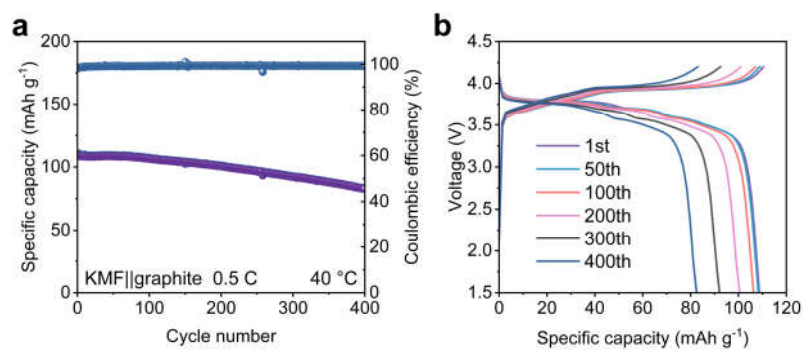 a
200
150
100
50
0
Specific capacity (mAh g⁻¹)
100
80
60
40
20
0
Coulombic efficiency (%)
KMF||graphite 0.5 C 40 °C
0 100 200 300 400
Cycle number
b
4.5
4.0
3.5
3.0
2.5
2.0
1.5
Voltage (V)
1st
50th
100th
200th
300th
400th
0 20 40 60 80 100 120
Specific capacity (mAh g⁻¹)